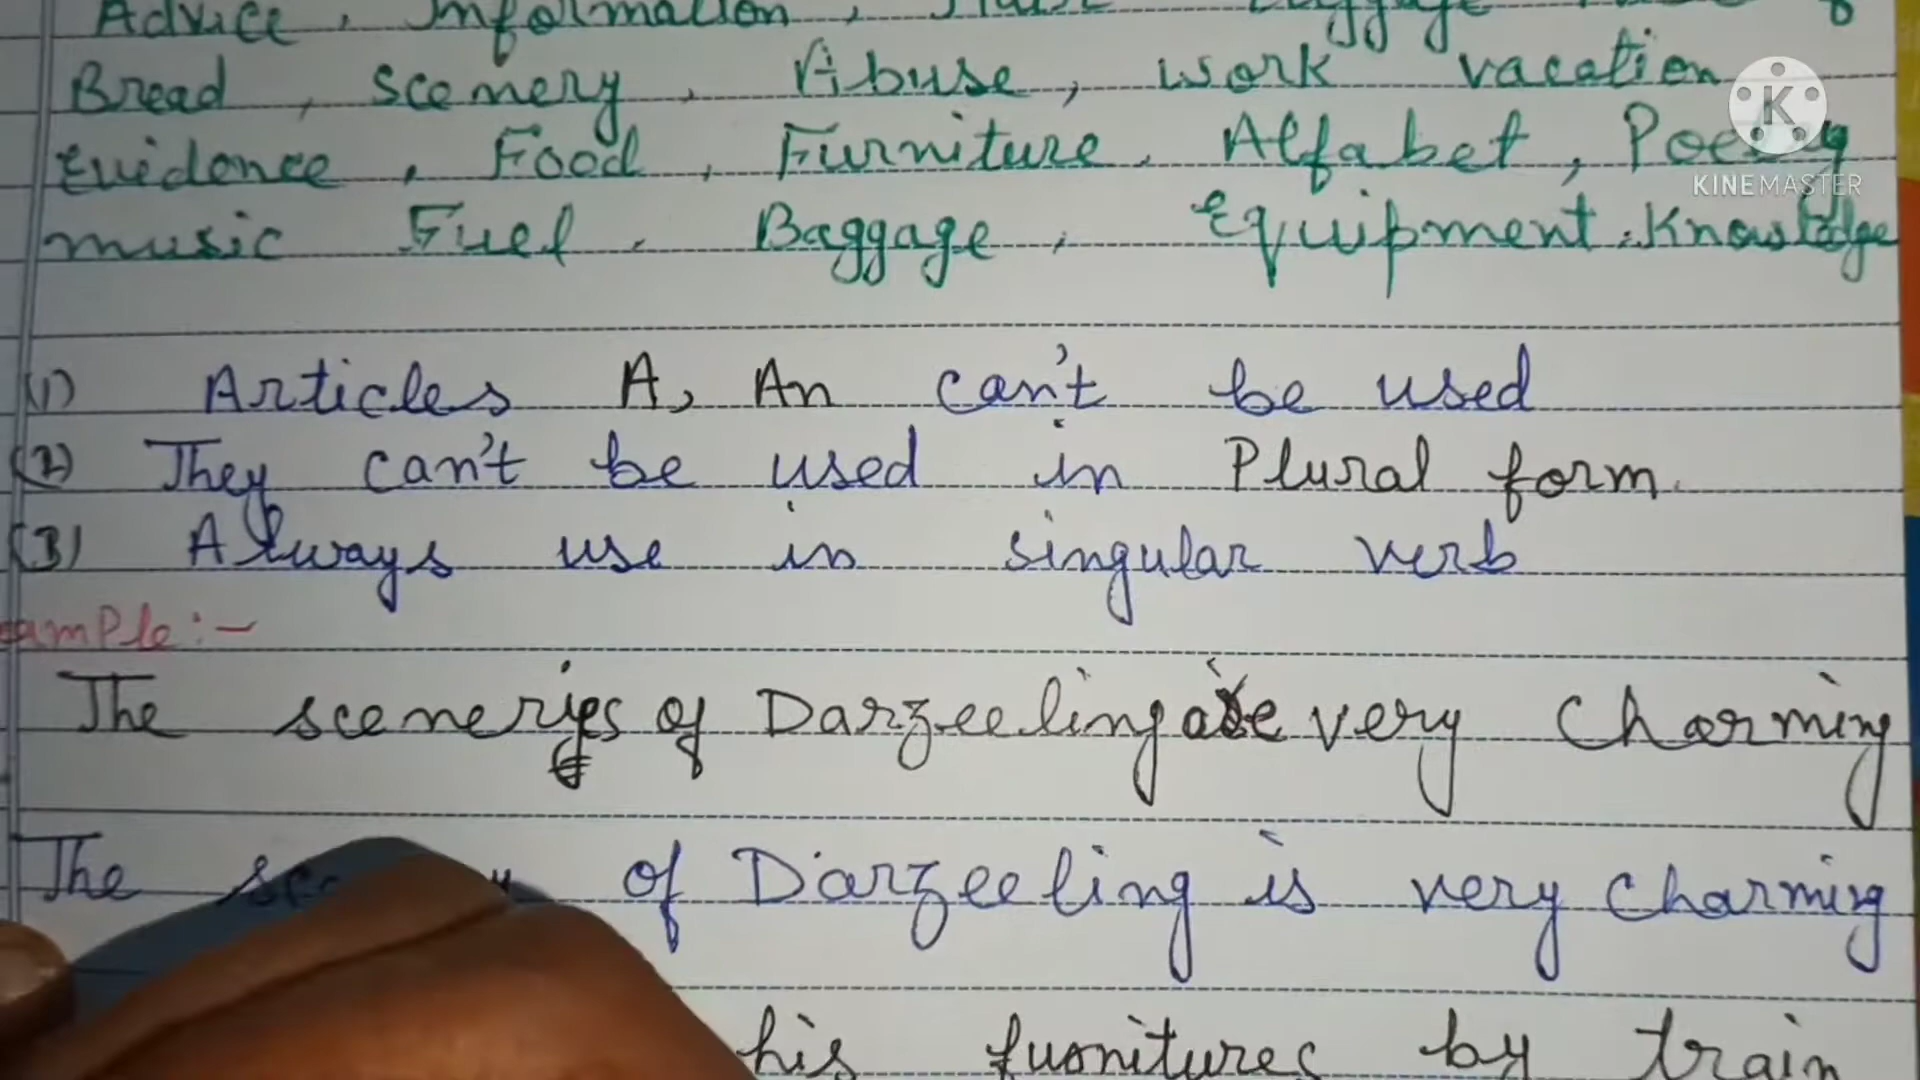 Advice, Information,
Bread, scenery, Abuse, work vacation
Evidence, Food, Furniture, Alfabet, Poetry
music Fuel, Baggage, Equipment, Knowledge
(1) Articles A, An can't be used
(2) They can't be used in Plural form.
(3) Always use in singular verb
ample:-
The sceneries of Darzeeling are very Charming
The of Darzeeling is very charming
his furnitures by train
K
KINEMASTER